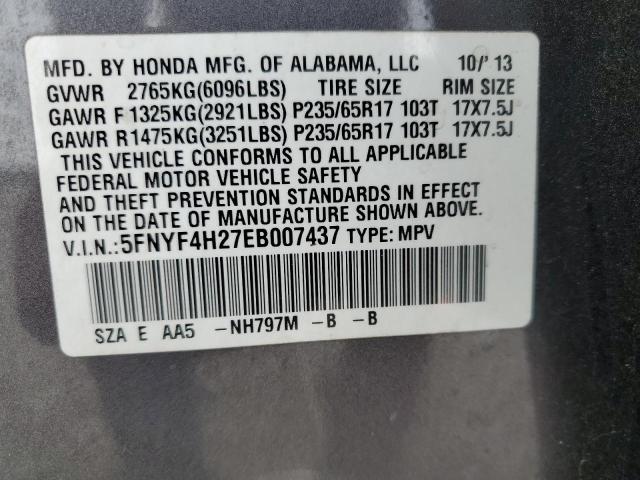 MFD. BY HONDA MFG. OF ALABAMA, LLC 10/'13
GVWR 2765KG(6096LBS) TIRE SIZE RIM SIZE
GAWR F1325KG(2921LBS) P235/65R17 103T 17X7.5J
GAWR R1475KG(3251LBS) P235/65R17 103T 17X7.5J
THIS VEHICLE CONFORMS TO ALL APPLICABLE
FEDERAL MOTOR VEHICLE SAFETY
AND THEFT PREVENTION STANDARDS IN EFFECT
ON THE DATE OF MANUFACTURE SHOWN ABOVE.
V.I.N.:5FNYF4H27EB007437 TYPE: MPV
SZA E AA5 -NH797M -B -B